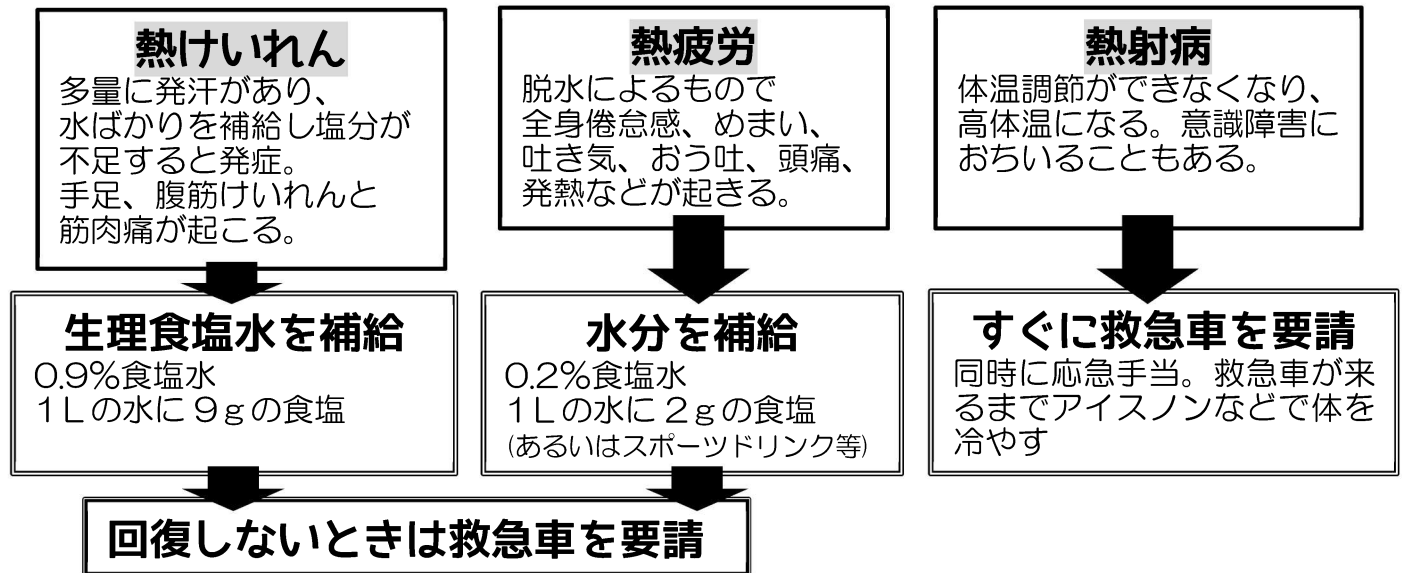 熱けいれん
多量に発汗があり、
水ばかりを補給し塩分が
不足すると発症。
手足、腹筋けいれんと
筋肉痛が起こる。
生理食塩水を補給
0.9%食塩水
1Lの水に9gの食塩
熱疲労
脱水によるもので
全身倦怠感、めまい、
吐き気、おう吐、頭痛、
発熱などが起きる。
水分を補給
0.2%食塩水
1Lの水に2gの食塩
(あるいはスポーツドリンク等)
回復しないときは救急車を要請
熱射病
体温調節ができなくなり、
高体温になる。意識障害に
おちいることもある。
すぐに救急車を要請
同時に応急手当。救急車が来
るまでアイスノンなどで体を
冷やす